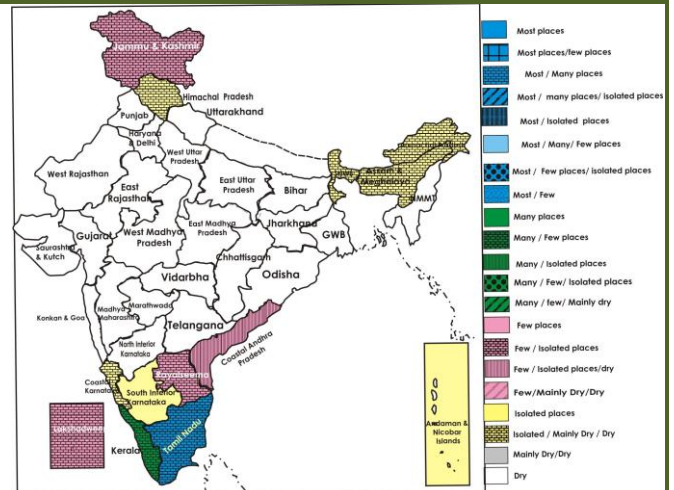 Jammu & Kashmir
Himachal Pradesh
Punjab
Uttarakhand
Haryana
& Delhi
West Uttar
Pradesh
West Rajasthan
East
Rajasthan
East Uttar
Pradesh
Bihar
Assam &
Meghalaya
NMMT
Gujarat
West Madhya
Pradesh
East Madhya
Pradesh
Jharkhand
GWB
Saurashtra
& Kutch
Chhattisgarh
Odisha
Vidarbha
Konkan & Goa
Madhya
Maharashtra
Marathwada
Telangana
North Interior
Karnataka
Coastal Andhra
Pradesh
Rayalseema
Coastal
Karnataka
South Interior
Karnataka
Lakshadweep
Kerala
Tamil Nadu
Andaman &
Nicobar
Islands
Most places
Most places/few places
Most / Many places
Most / many places/ Isolated places
Most / Isolated places
Most / Many/ Few places
Most / Few places/ isolated places
Most / Few
Many places
Many / Few places
Many / Isolated places
Many / Few/ Isolated places
Many / few/ Mainly dry
Few places
Few / Isolated places
Few / Isolated places/dry
Few/Mainly Dry/Dry
Isolated places
Isolated / Mainly Dry / Dry
Mainly Dry/Dry
Dry